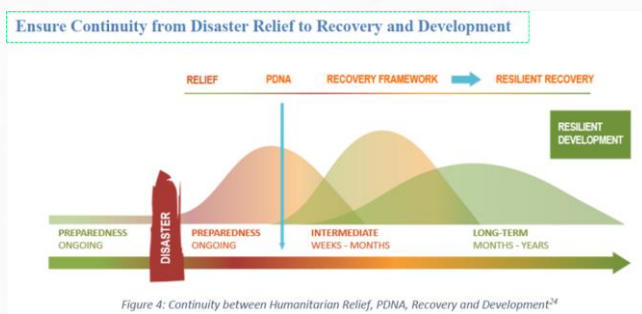 Ensure Continuity from Disaster Relief to Recovery and Development
RELIEF
PDNA
RECOVERY FRAMEWORK
RESILIENT RECOVERY
RESILIENT
DEVELOPMENT
DISASTER
PREPAREDNESS
ONGOING
PREPAREDNESS
ONGOING
INTERMEDIATE
WEEKS - MONTHS
LONG-TERM
MONTHS - YEARS
Figure 4: Continuity between Humanitarian Relief, PDNA, Recovery and Development²⁴